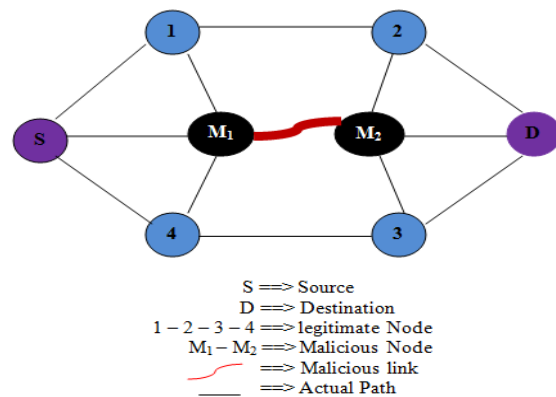 1 2
S M₁ M₂ D
4 3
S ==> Source
D ==> Destination
1 – 2 – 3 – 4 ==> legitimate Node
M₁ – M₂ ==> Malicious Node
==> Malicious link
==> Actual Path